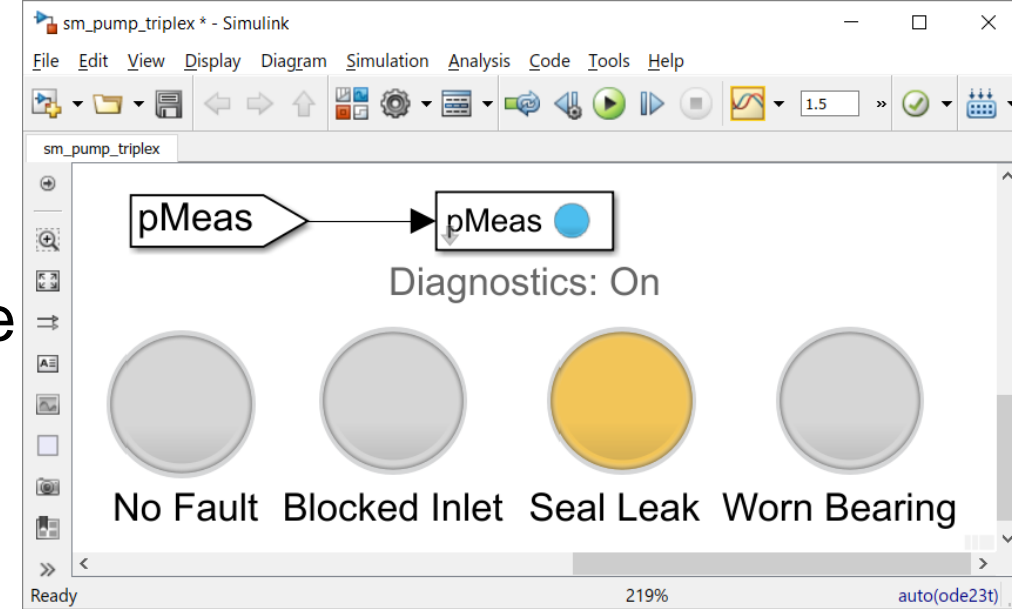 sm_pump_triplex * - Simulink
File Edit View Display Diagram Simulation Analysis Code Tools Help
1.5 »
sm_pump_triplex
pMeas pMeas
Diagnostics: On
e
No Fault Blocked Inlet Seal Leak Worn Bearing
Ready 219% auto(ode23t)